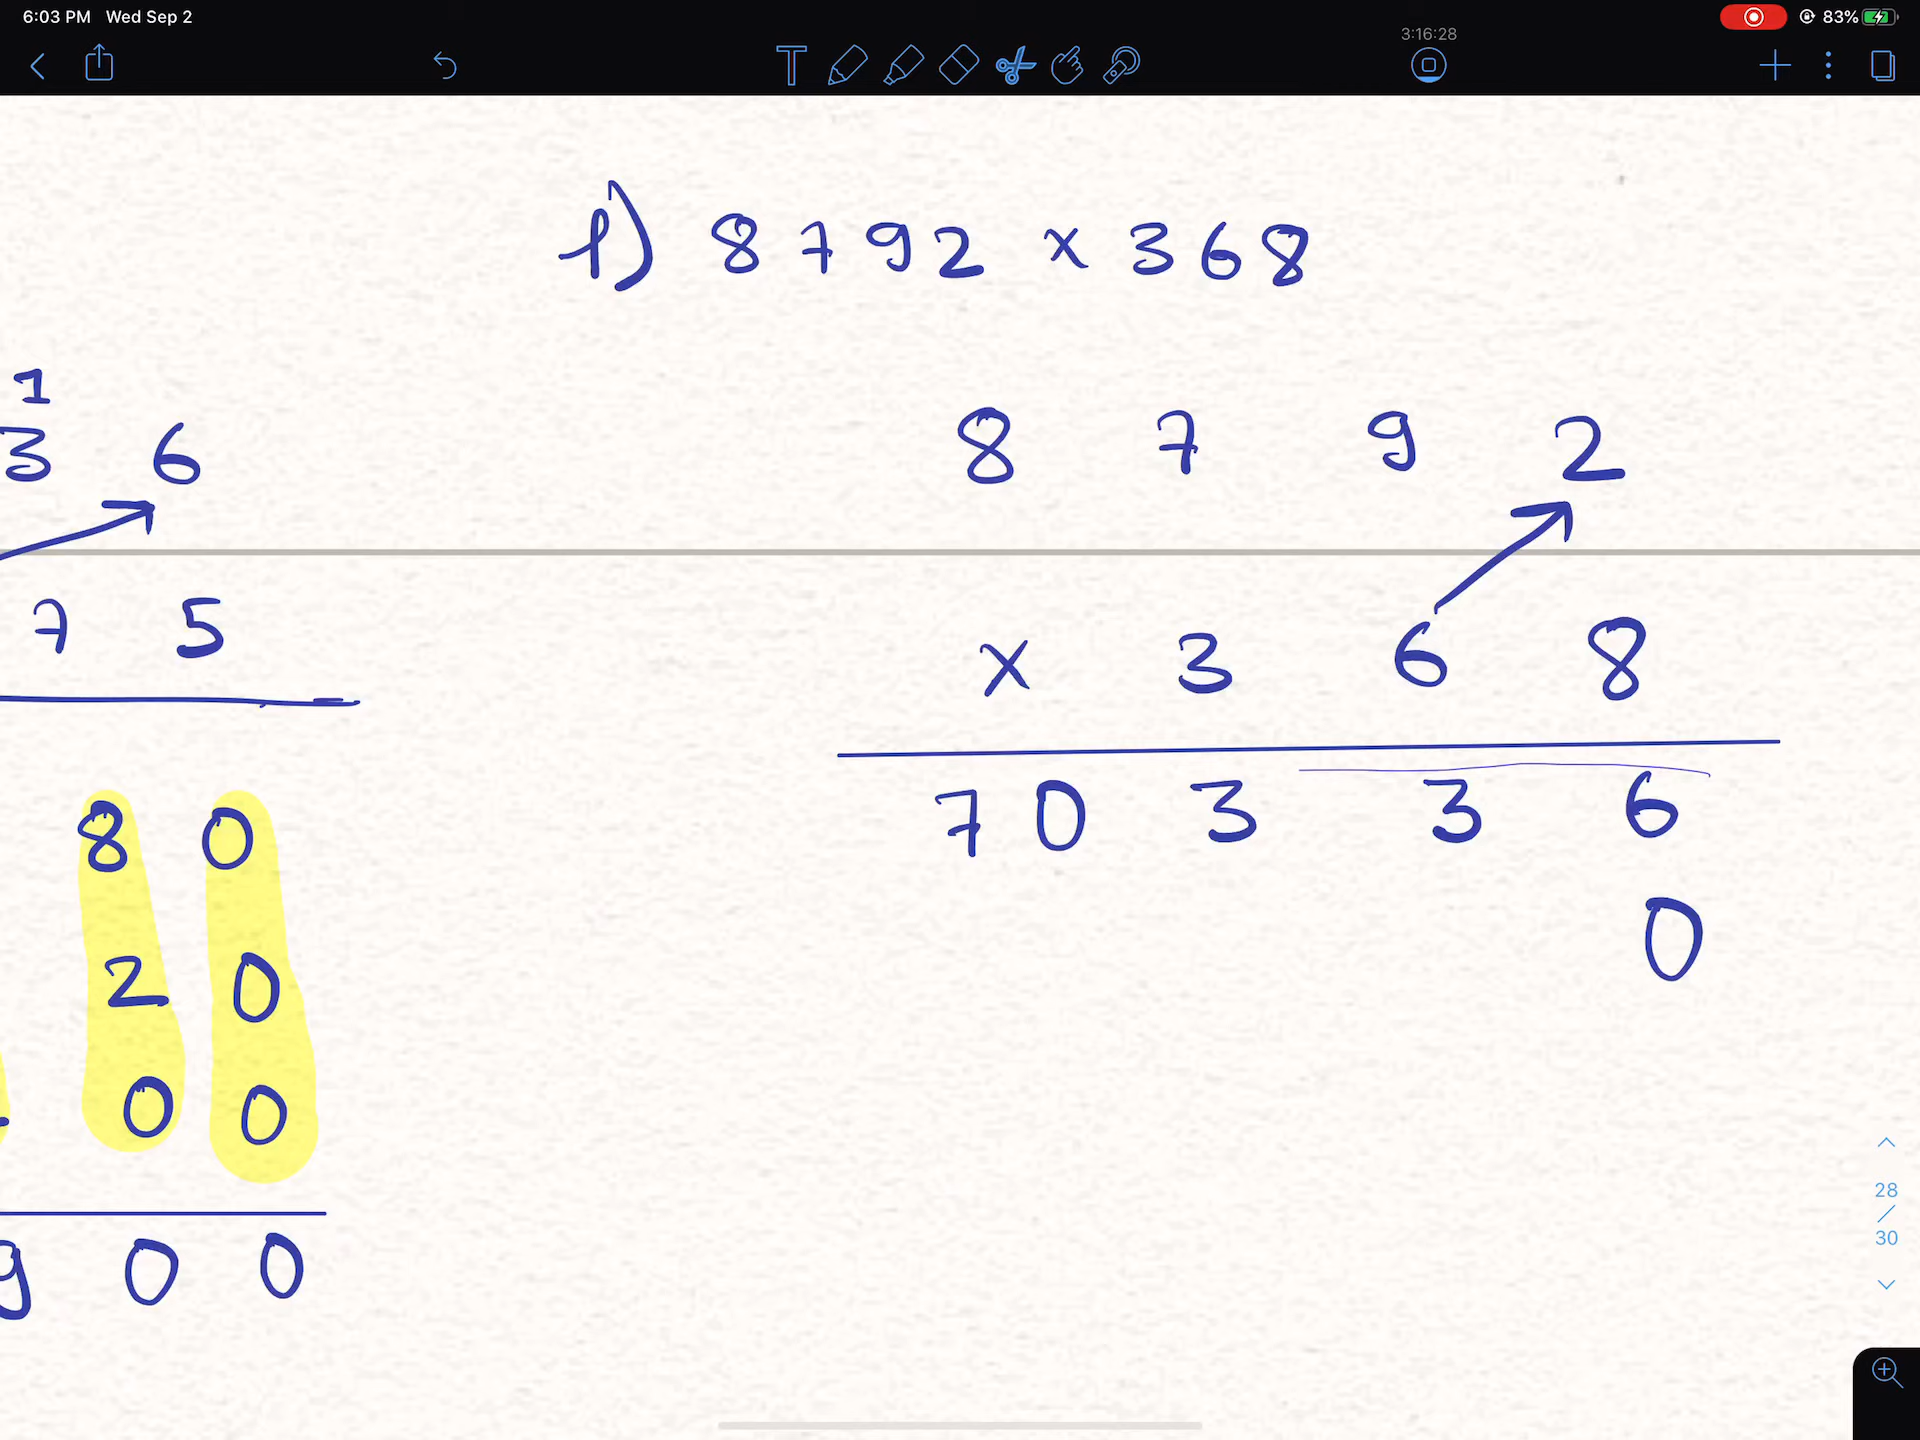 6:03 PM Wed Sep 2
83%
3:16:28
T
f) 8792 x 368
1
3 6
7 5
8 0
2 0
0 0
9 0 0
8 7 9 2
x 3 6 8
7 0 3 3 6
0
28
/
30